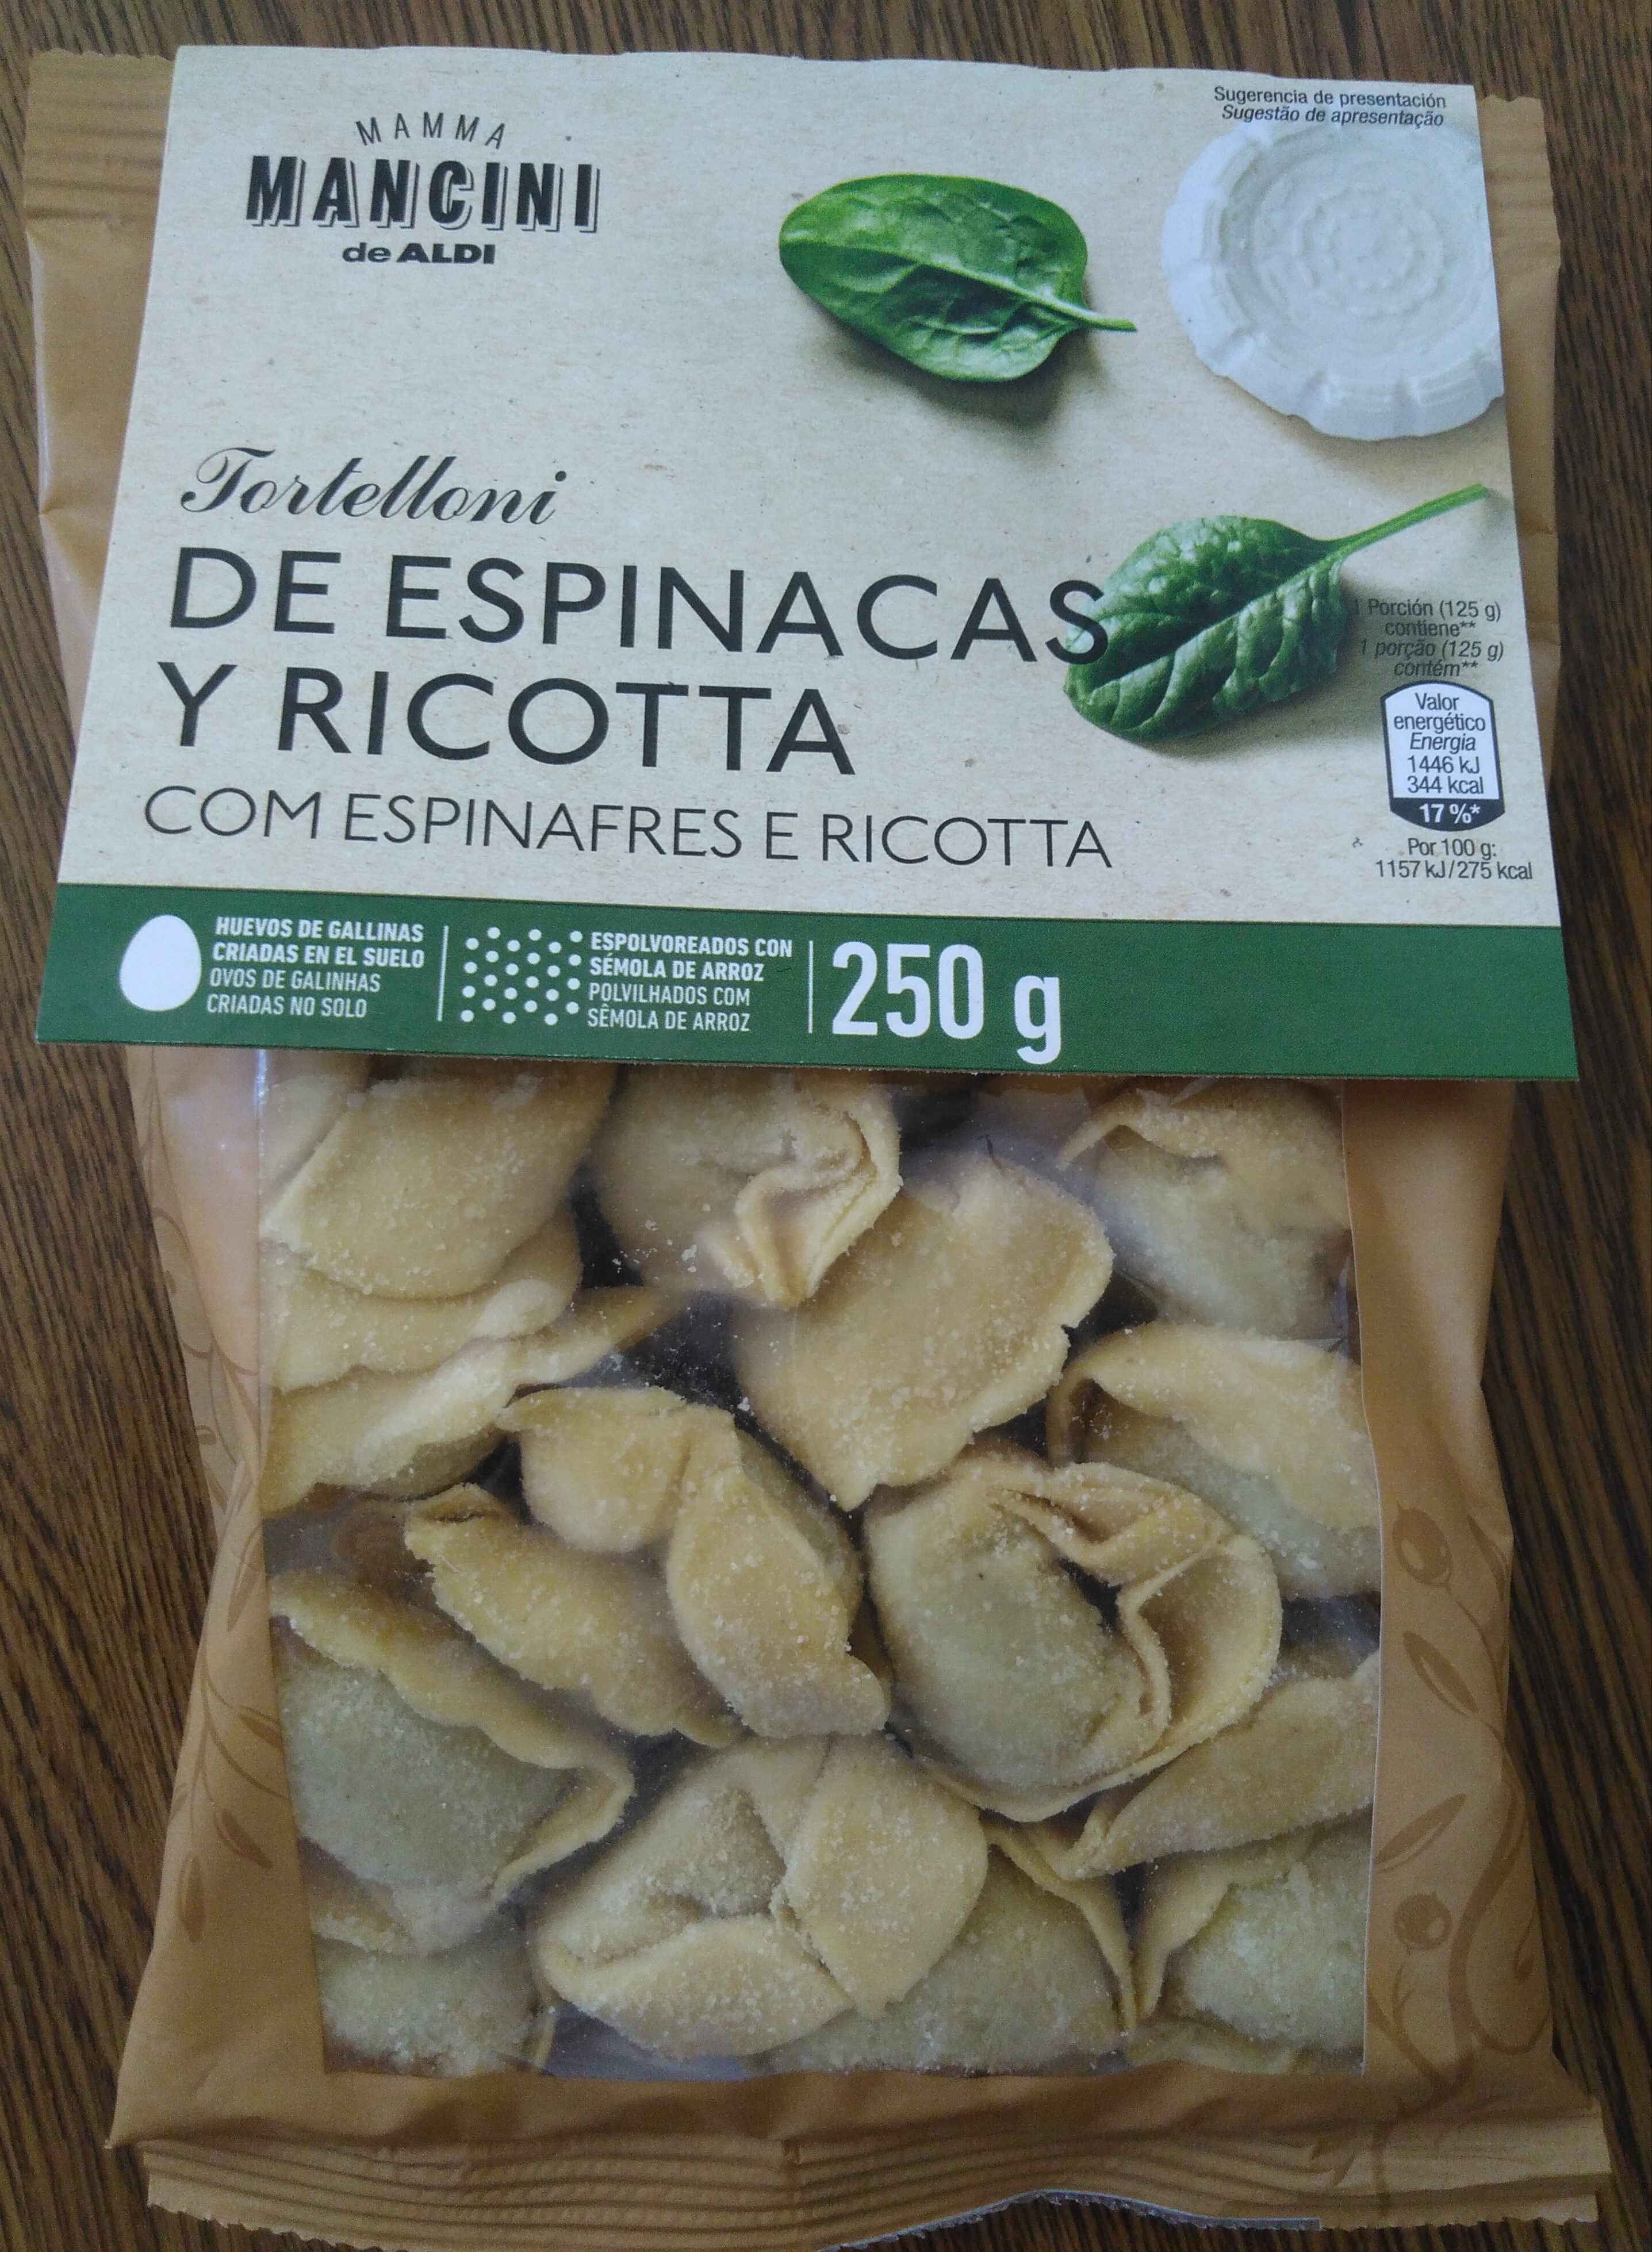 MAMMA
MANCINI
de ALDI
Sugerencia de presentación
Sugestão de apresentação
Tortelloni
DE ESPINACAS
Y RICOTTA
COM ESPINAFRES E RICOTTA
1 Porción (125 g)
contiene**
1 porção (125 g)
contém**
Valor
energético
Energia
1446 kJ
344 kcal
17 %*
Por 100 g:
1157 kJ/275 kcal
HUEVOS DE GALLINAS
CRIADAS EN EL SUELO
OVOS DE GALINHAS
CRIADAS NO SOLO
ESPOLVOREADOS CON
SÉMOLA DE ARROZ
POLVILHADOS COM
SÊMOLA DE ARROZ
250 g